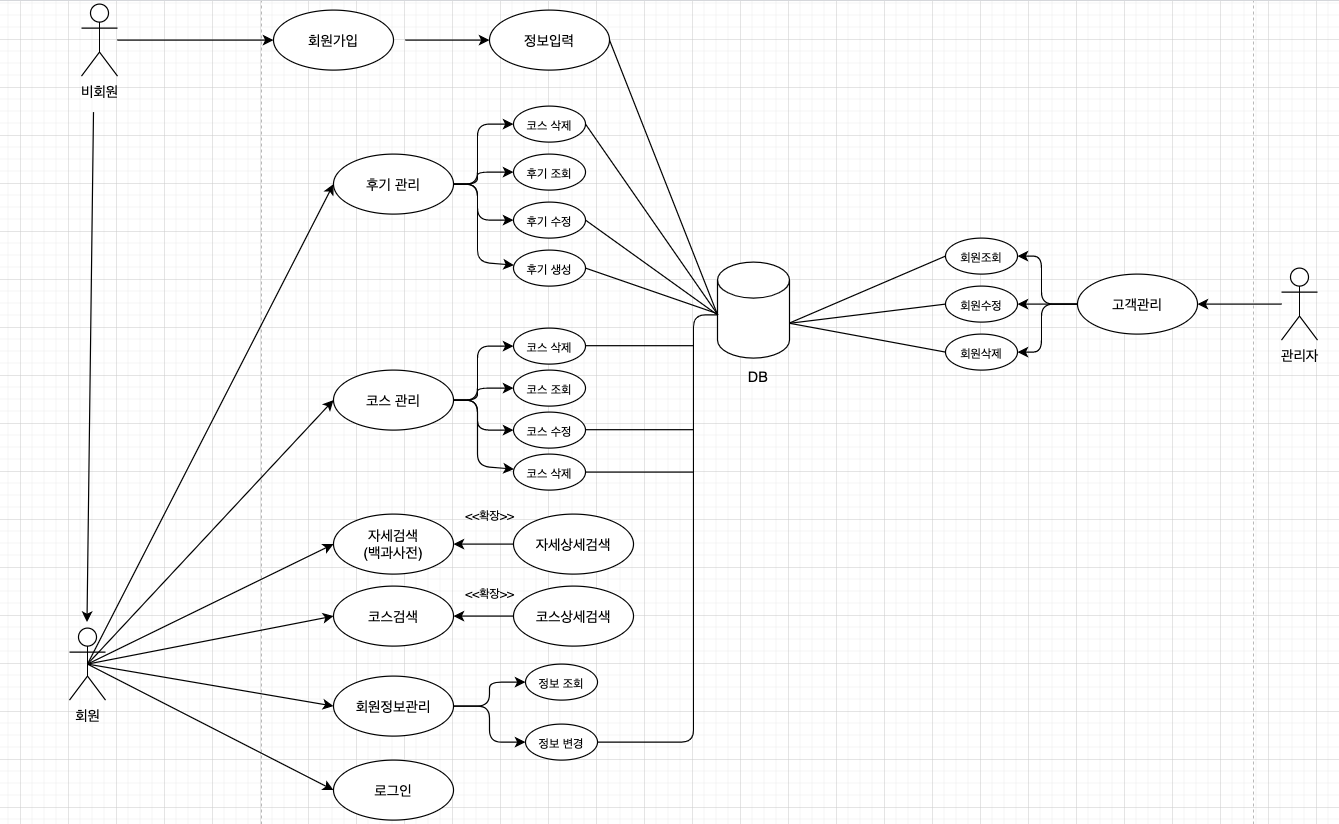 비회원
회원가입
정보입력
후기 관리
코스 삭제
후기 조회
후기 수정
후기 생성
코스 관리
코스 삭제
코스 조회
코스 수정
코스 삭제
자세검색
(백과사전)
<<확장>>
자세상세검색
코스검색
<<확장>>
코스상세검색
회원정보관리
정보 조회
정보 변경
로그인
회원
DB
회원조회
회원수정
회원삭제
고객관리
관리자